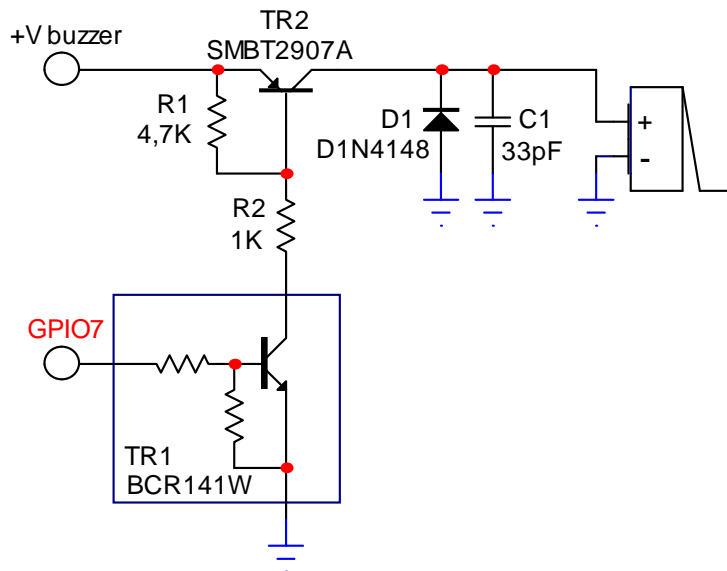 TR2
+V buzzer
SMBT2907A
R1
4,7K
D1
D1N4148
C1
33pF
+
-
R2
1K
GPIO7
TR1
BCR141W